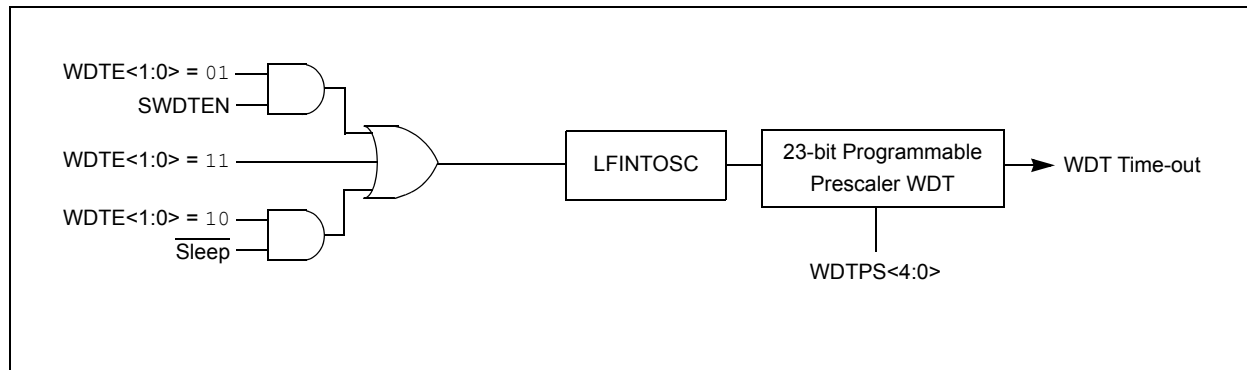 WDTE<1:0> = 01
SWDTEN
WDTE<1:0> = 11
WDTE<1:0> = 10
Sleep
LFINTOSC
23-bit Programmable
Prescaler WDT
WDT Time-out
WDTPS<4:0>